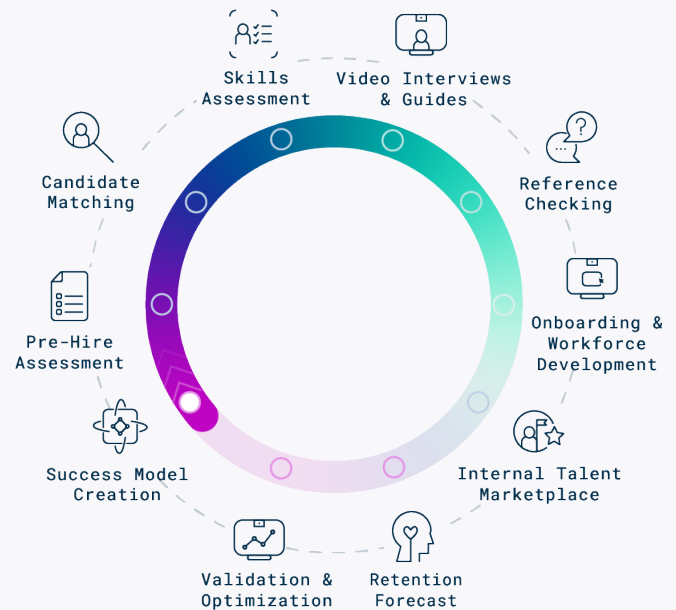 Skills
Assessment
Video Interviews
& Guides
Reference
Checking
Onboarding &
Workforce
Development
Internal Talent
Marketplace
Retention
Forecast
Validation &
Optimization
Success Model
Creation
Pre-Hire
Assessment
Candidate
Matching
?
...